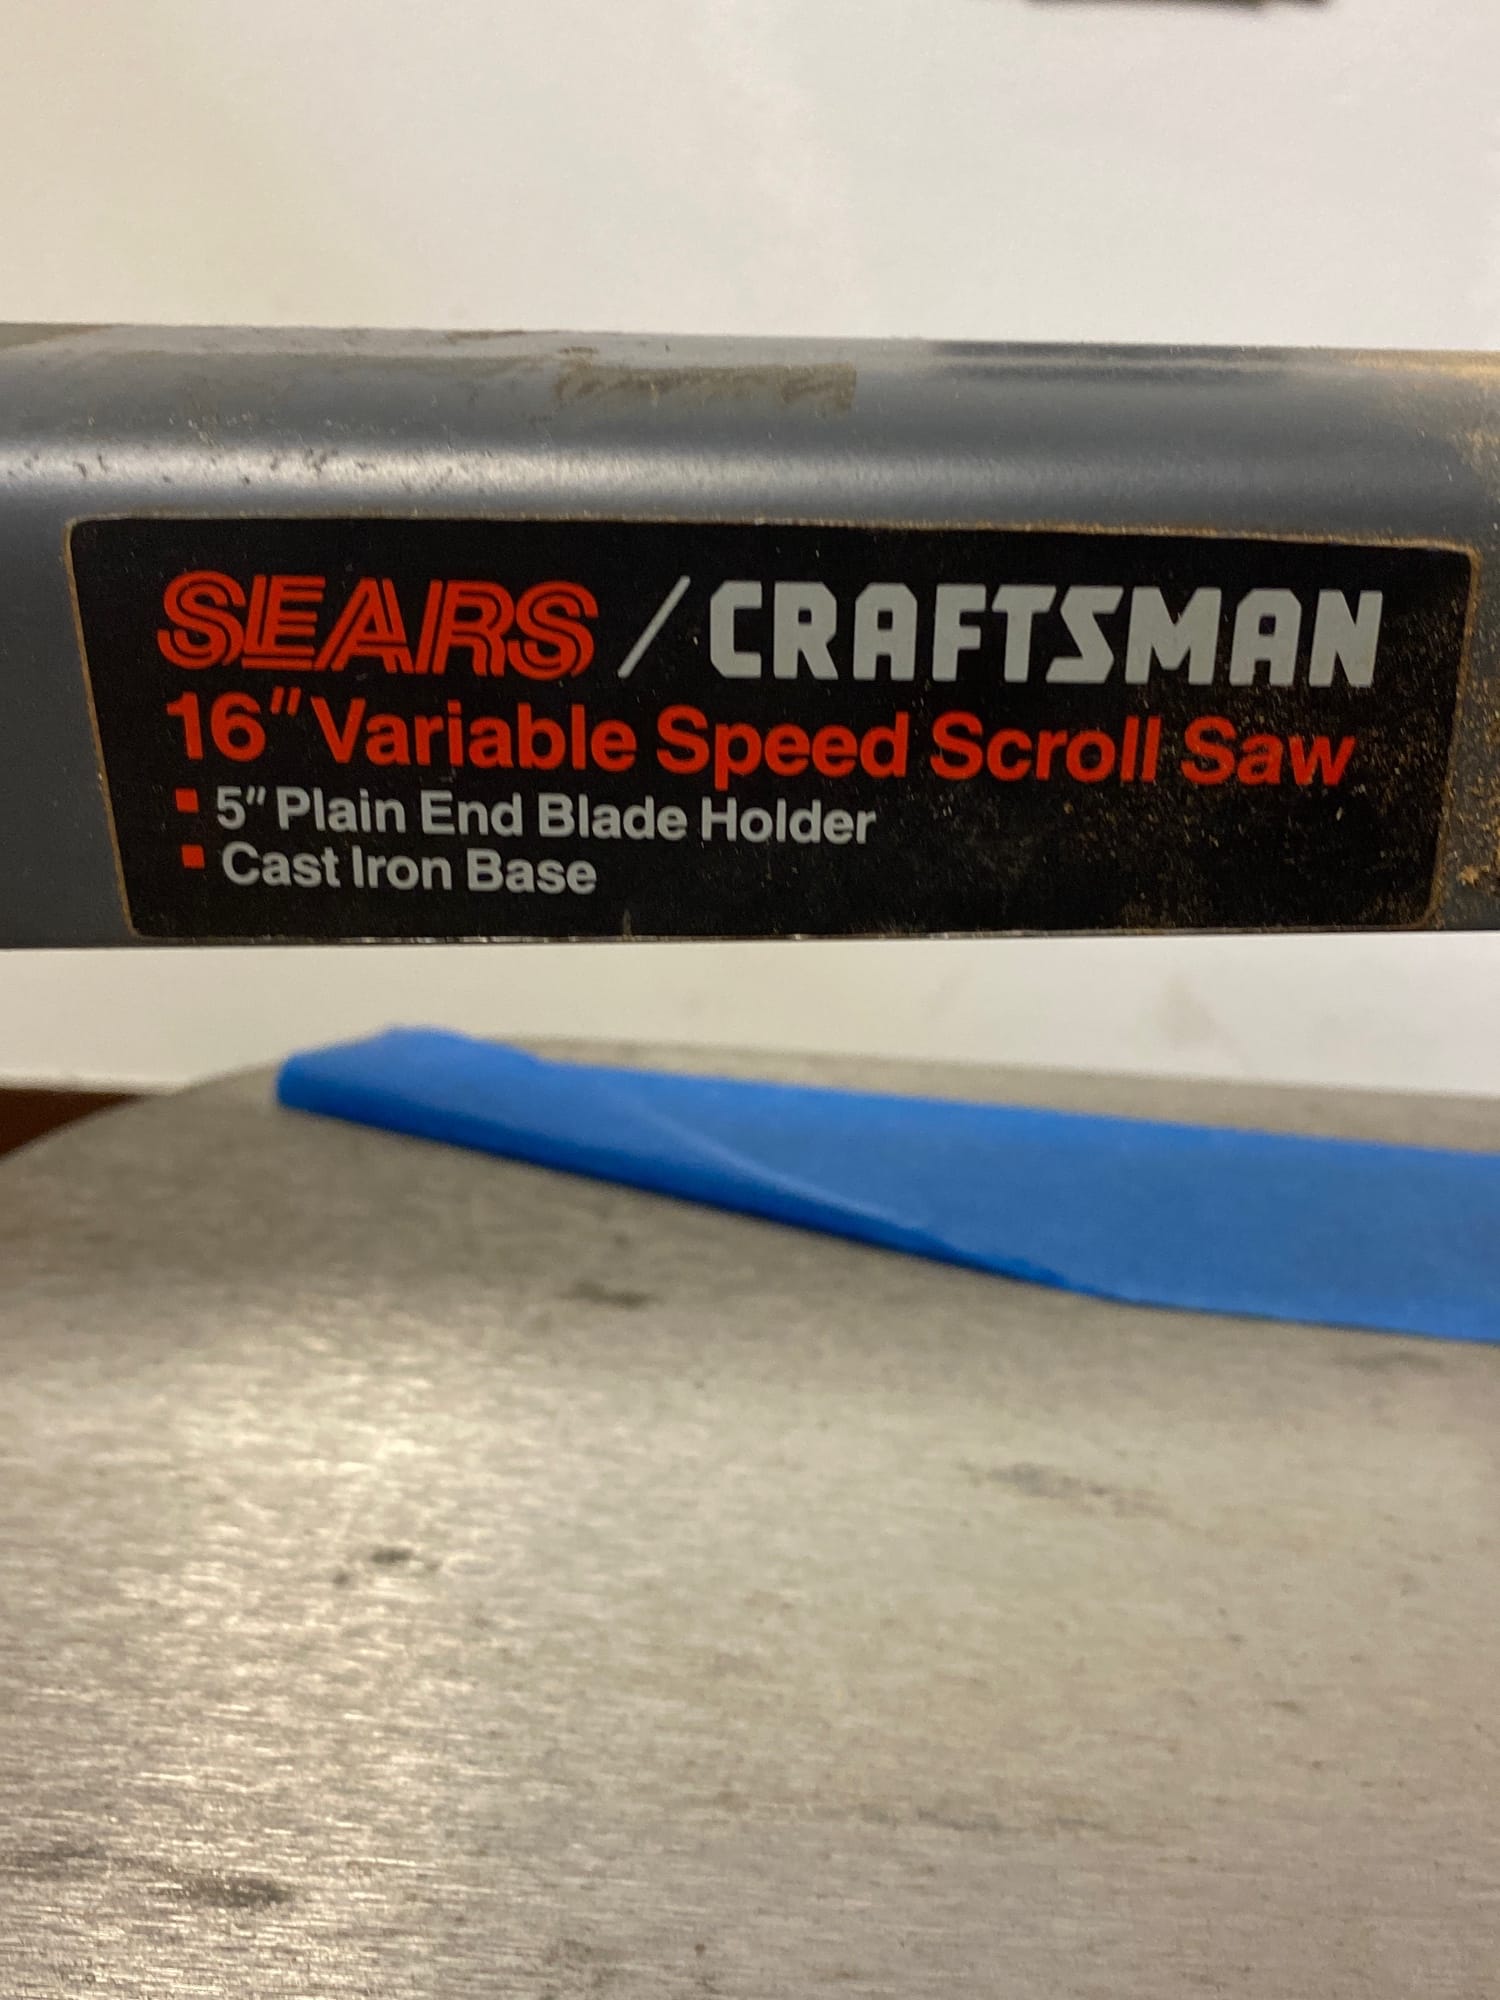 SEARS / CRAFTSMAN
16" Variable Speed Scroll Saw
▪ 5" Plain End Blade Holder
▪ Cast Iron Base